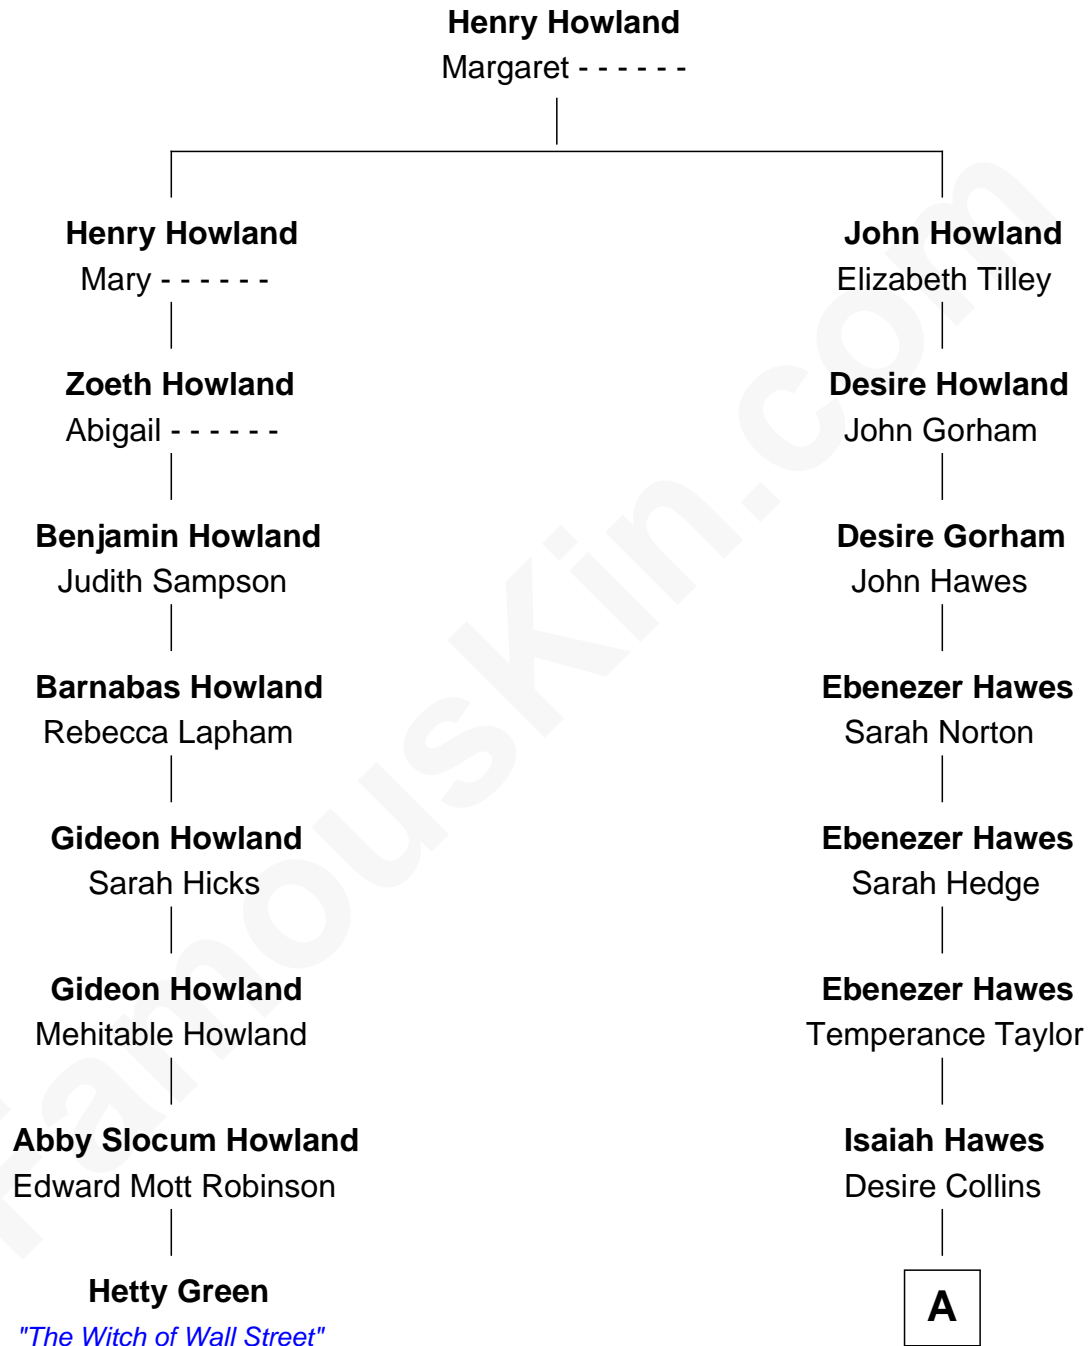 Henry Howland
Margaret - - - - - -
Henry Howland
Mary - - - - - -
John Howland
Elizabeth Tilley
Zoeth Howland
Abigail - - - - - -
Desire Howland
John Gorham
Benjamin Howland
Judith Sampson
Desire Gorham
John Hawes
Barnabas Howland
Rebecca Lapham
Ebenezer Hawes
Sarah Norton
Gideon Howland
Sarah Hicks
Ebenezer Hawes
Sarah Hedge
Gideon Howland
Mehitable Howland
Ebenezer Hawes
Temperance Taylor
Abby Slocum Howland
Edward Mott Robinson
Isaiah Hawes
Desire Collins
Hetty Green
"The Witch of Wall Street"
A
FamousKin.com